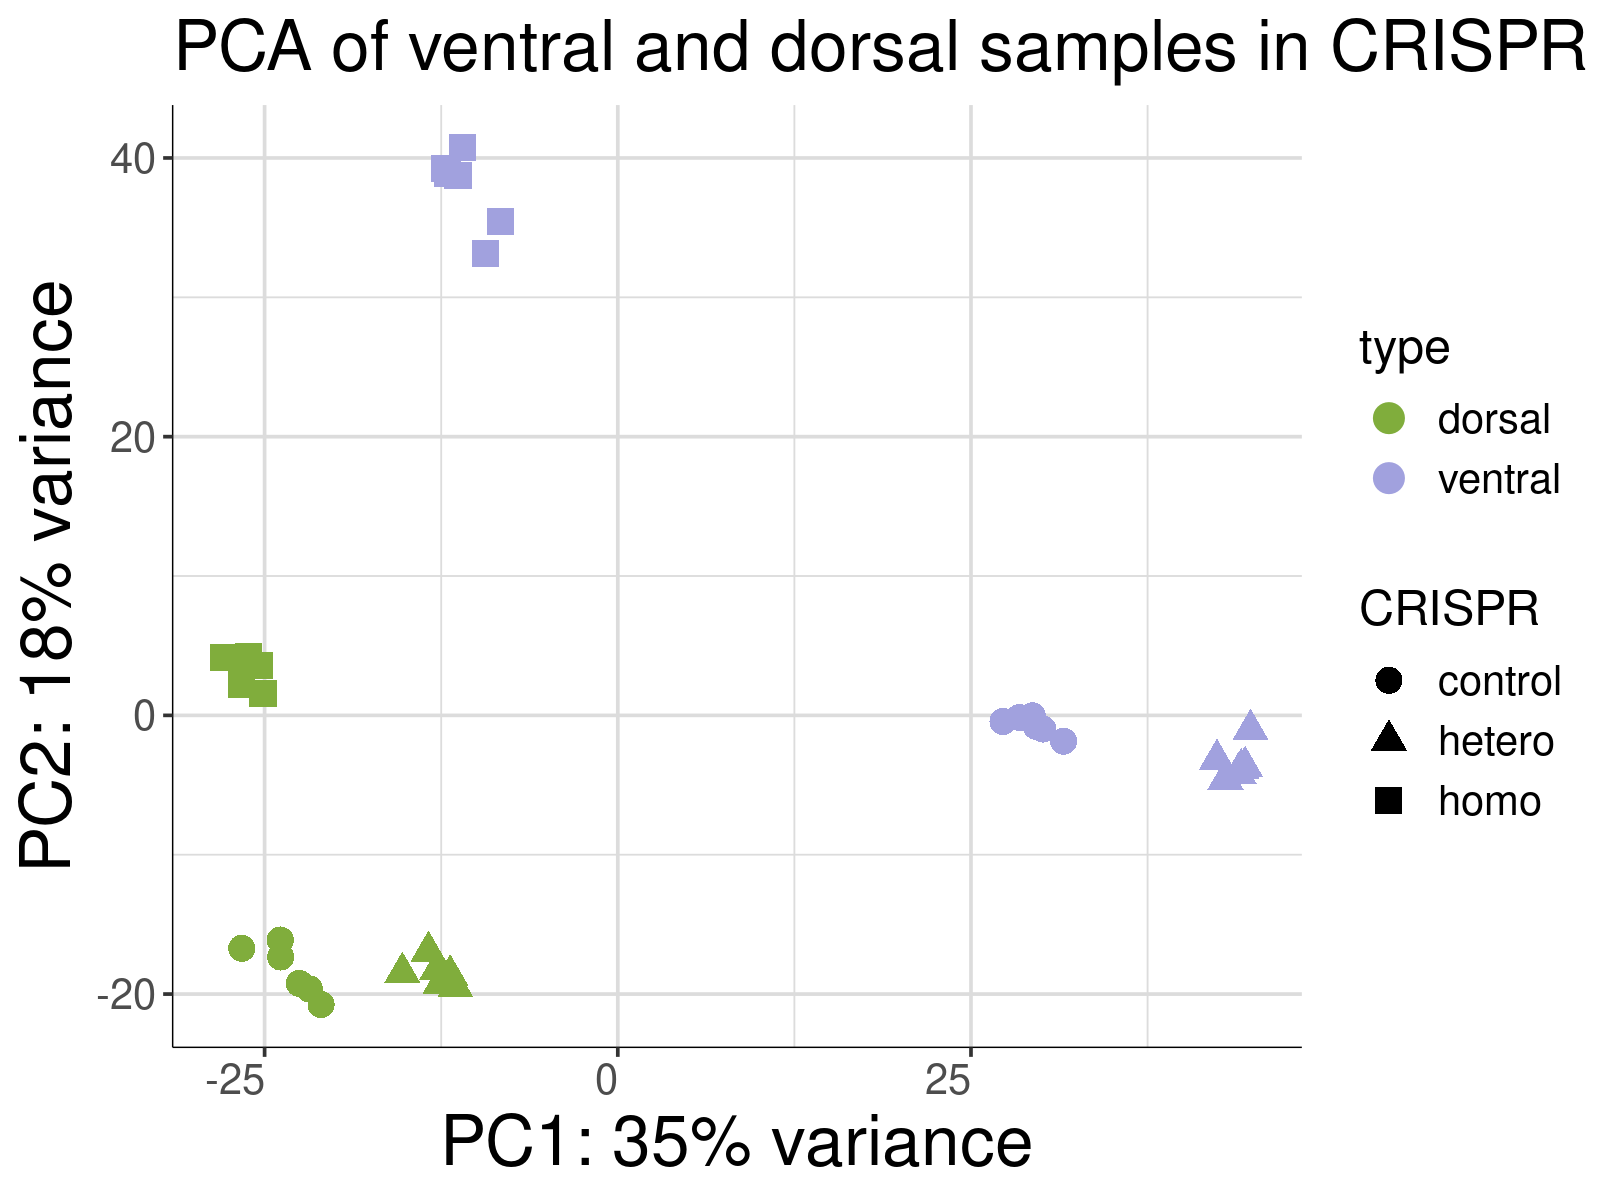 PCA of ventral and dorsal samples in CRISPR
PC2: 18% variance
40
20
0
-20
-25
0
25
PC1: 35% variance
type
dorsal
ventral
CRISPR
control
hetero
homo